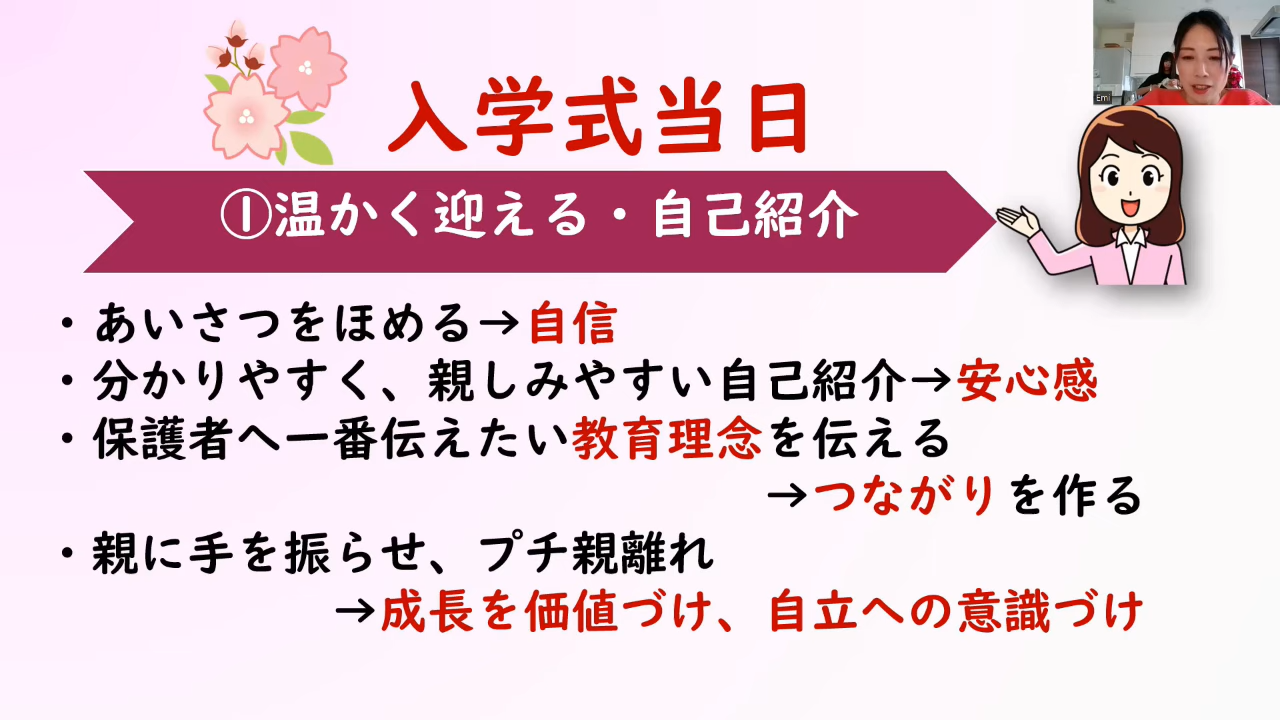 入学式当日
①温かく迎える・自己紹介
・あいさつをほめる→自信
・分かりやすく、親しみやすい自己紹介→安心感
・保護者へ一番伝えたい教育理念を伝える
→つながりを作る
・親に手を振らせ、プチ親離れ
→成長を価値づけ、自立への意識づけ
Emi